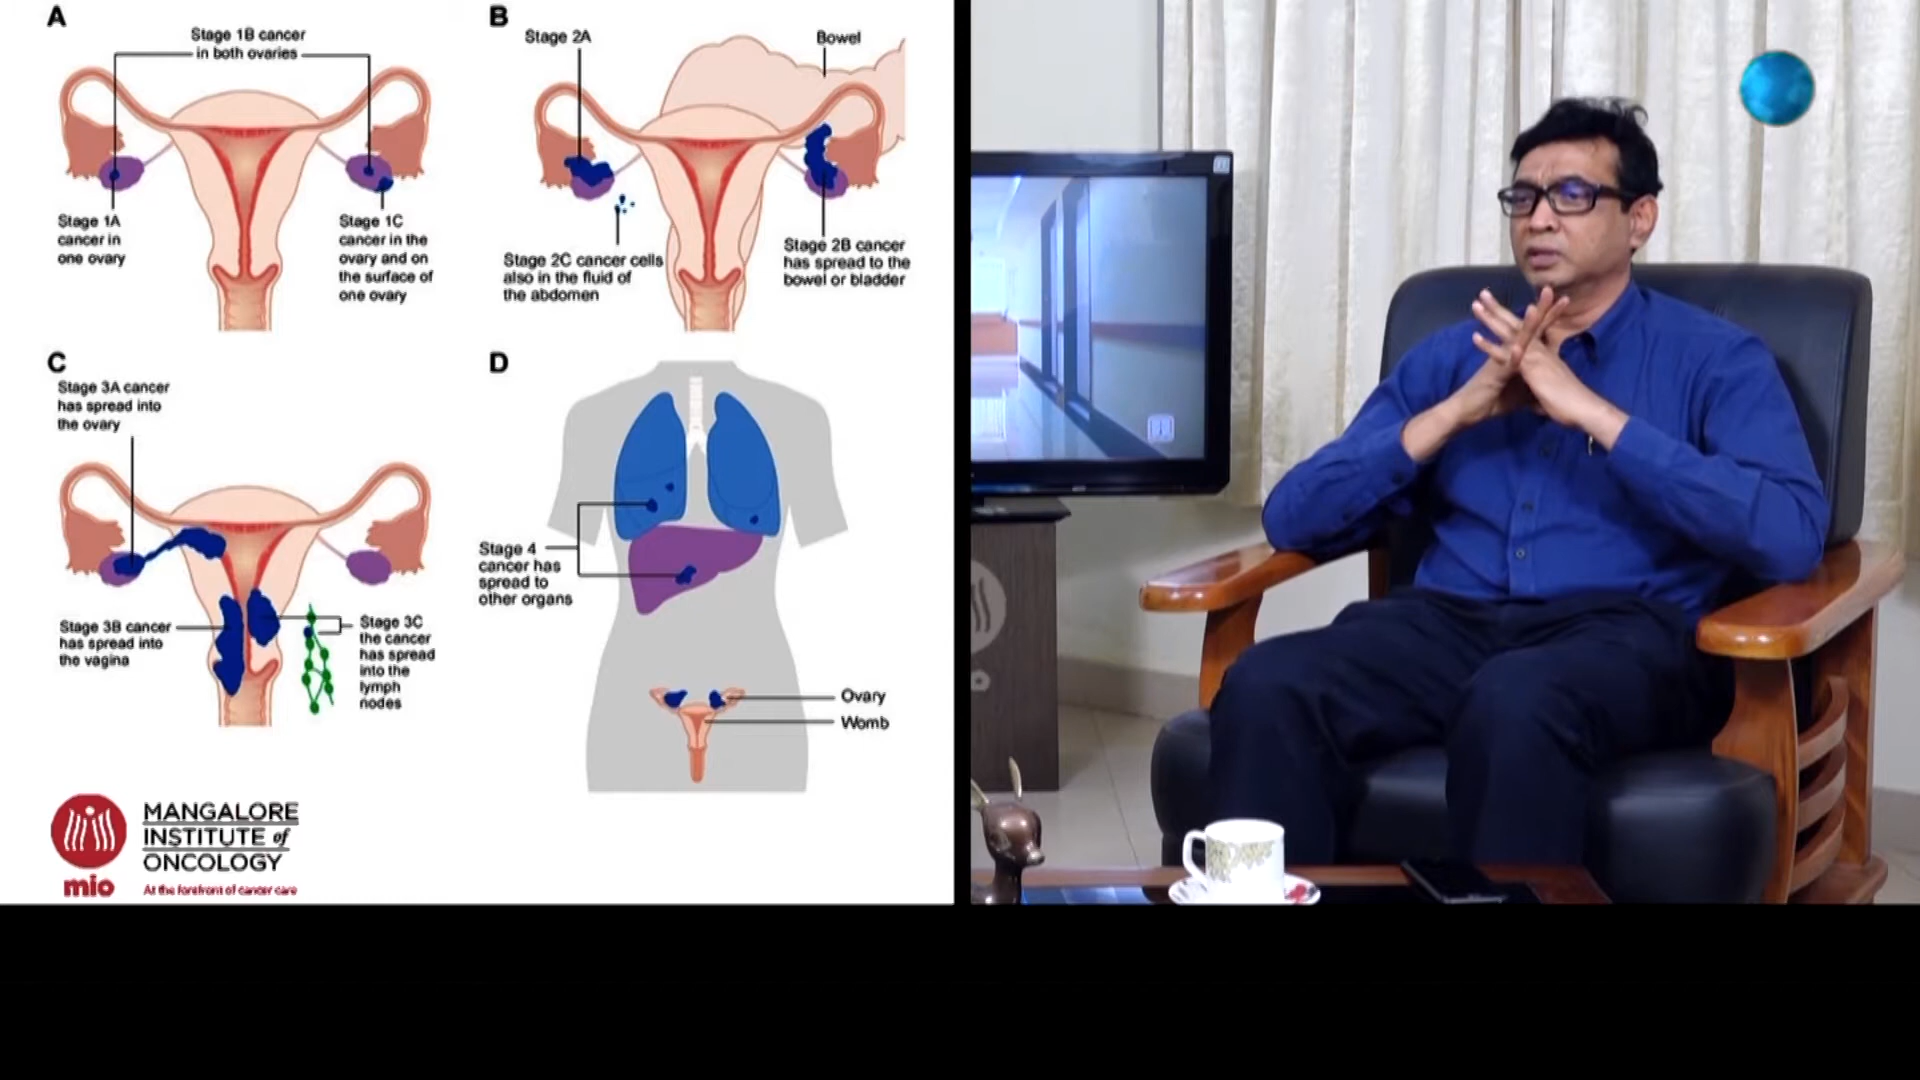 A
Stage 1B cancer
in both ovaries
Stage 1A
cancer in
one ovary
Stage 1C
cancer in the
ovary and on
the surface of
one ovary
B
Stage 2A
Bowel
Stage 2C cancer cells
also in the fluid of
the abdomen
Stage 2B cancer
has spread to the
bowel or bladder
C
Stage 3A cancer
has spread into
the ovary
Stage 3B cancer
has spread into
the vagina
Stage 3C
the cancer
has spread
into the
lymph
nodes
D
Stage 4
cancer has
spread to
other organs
Ovary
Womb
MANGALORE
INSTITUTE of
ONCOLOGY
mio
At the forefront of cancer care